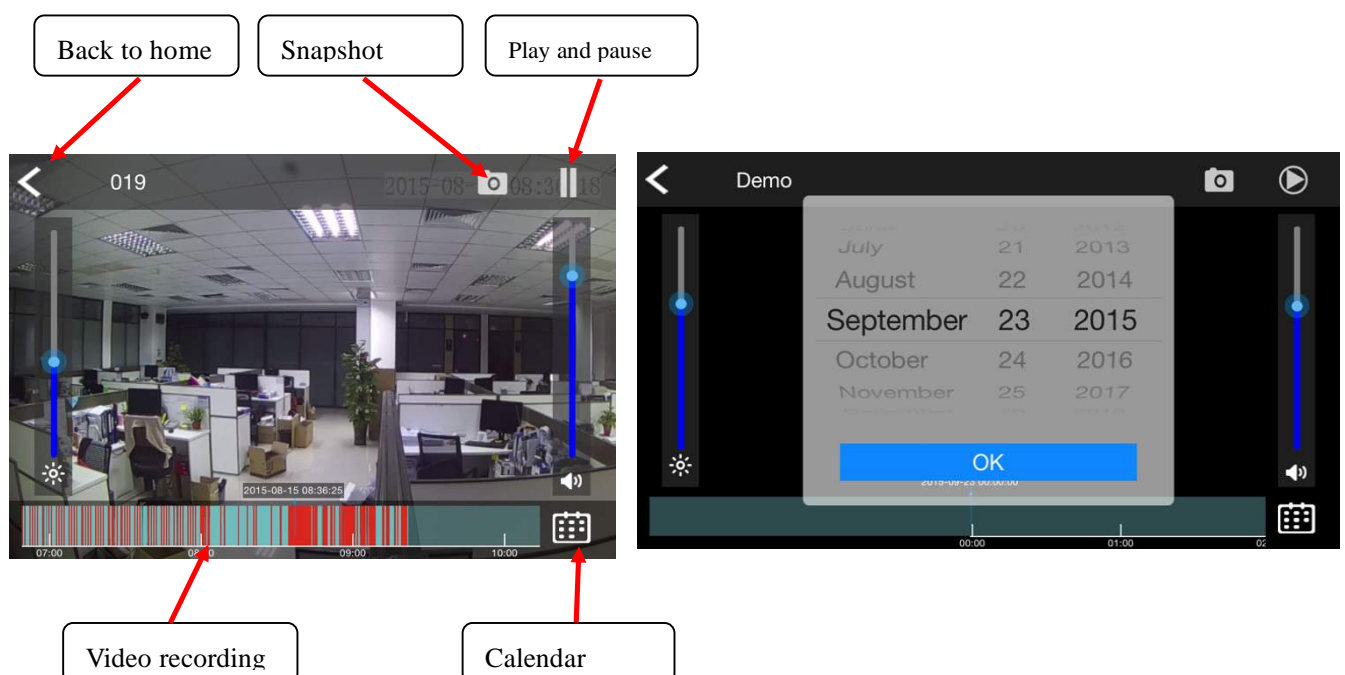 Back to home
Snapshot
Play and pause
019
2015-08- 08:36 18
2015-08-15 08:36:25
07:00
09:00
10:00
Video recording
Calendar
Demo
July 21 2013
August 22 2014
September 23 2015
October 24 2016
November 25 2017
OK
2015-09-23 00:00:00
00:00
01:00
02